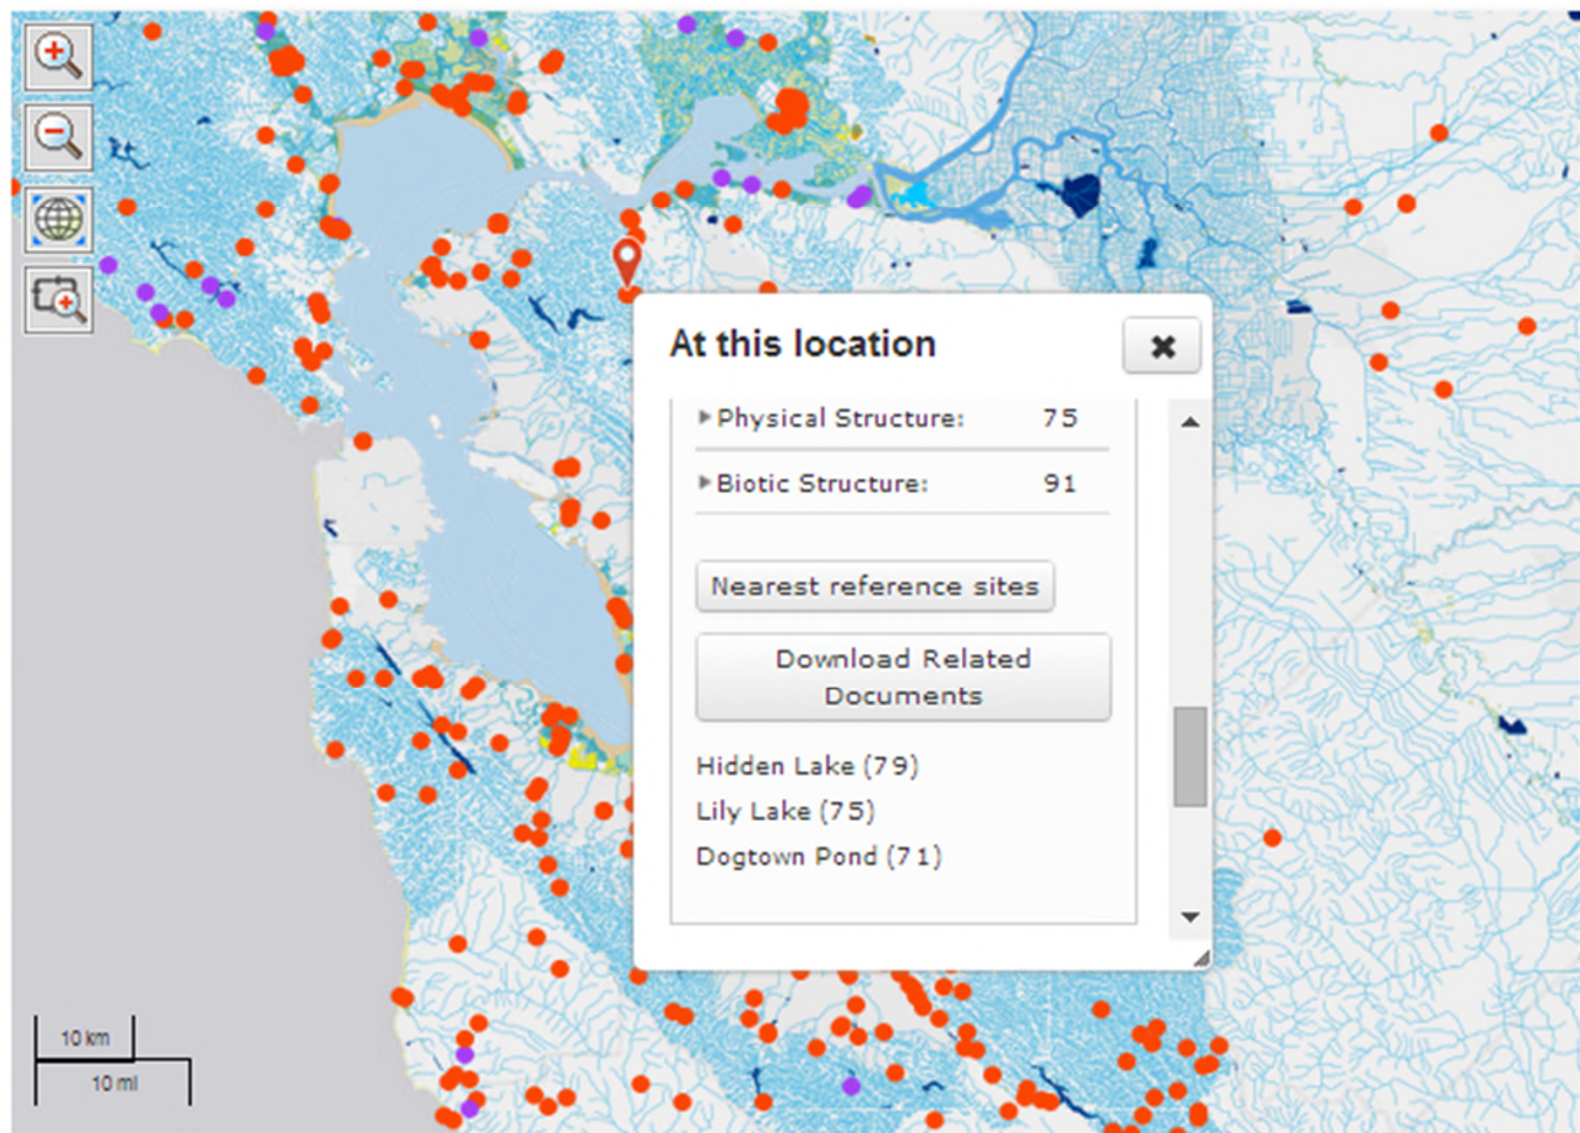 At this location
Physical Structure: 75
Biotic Structure: 91
Nearest reference sites
Download Related
Documents
Hidden Lake (79)
Lily Lake (75)
Dogtown Pond (71)
10 km
10 mi